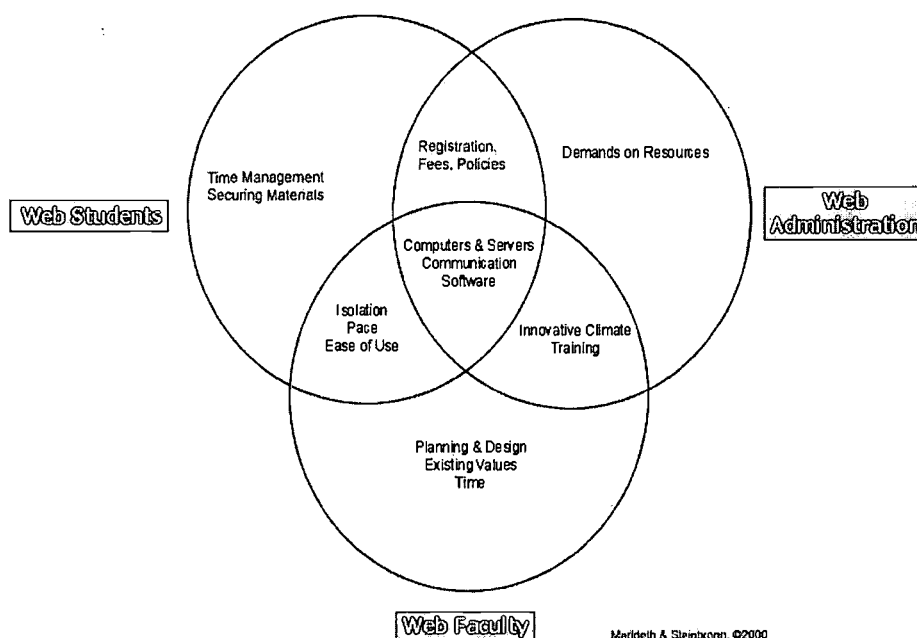 Registration,
Fees, Policies
Demands on Resources
Time Management
Securing Materials
Web Students
Web
Administration
Computers & Servers
Communication
Software
Isolation
Pace
Ease of Use
Innovative Climate
Training
Planning & Design
Existing Values
Time
Web Faculty
& ©2000